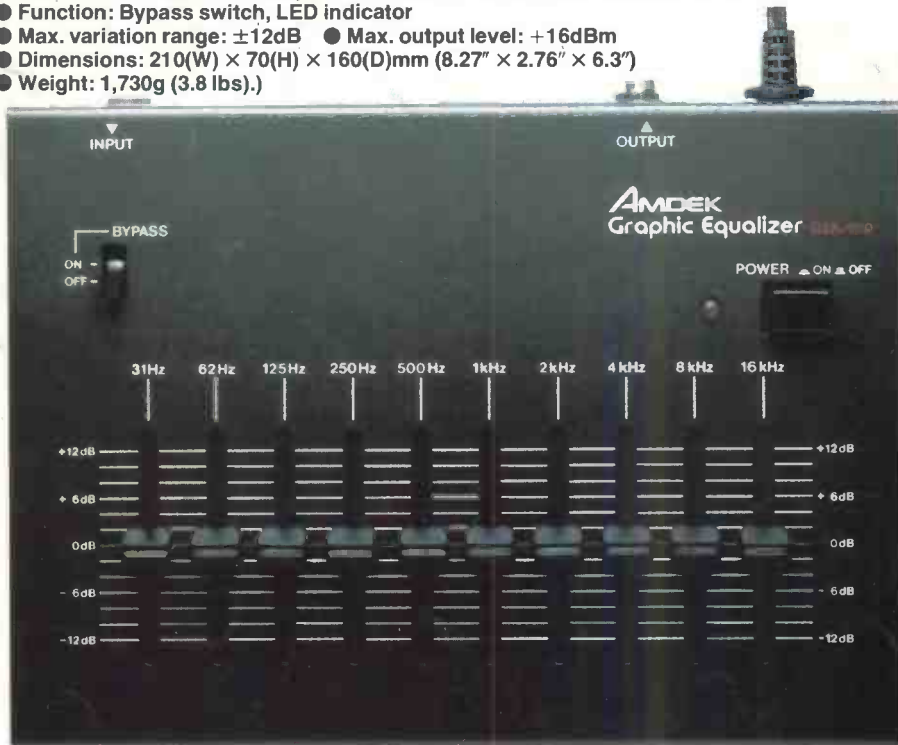 ● Function: Bypass switch, LED indicator
● Max. variation range: ±12dB ● Max. output level: +16dBm
● Dimensions: 210(W) × 70(H) × 160(D)mm (8.27″ × 2.76″ × 6.3″)
● Weight: 1,730g (3.8 lbs).)
▼ ▲
INPUT OUTPUT
AMDEK
Graphic Equalizer
BYPASS
ON -
OFF -
POWER ON OFF
31Hz 62Hz 125Hz 250Hz 500Hz 1kHz 2kHz 4kHz 8kHz 16kHz
+12dB +12dB
+ 6dB + 6dB
0dB 0dB
- 6dB - 6dB
-12dB -12dB